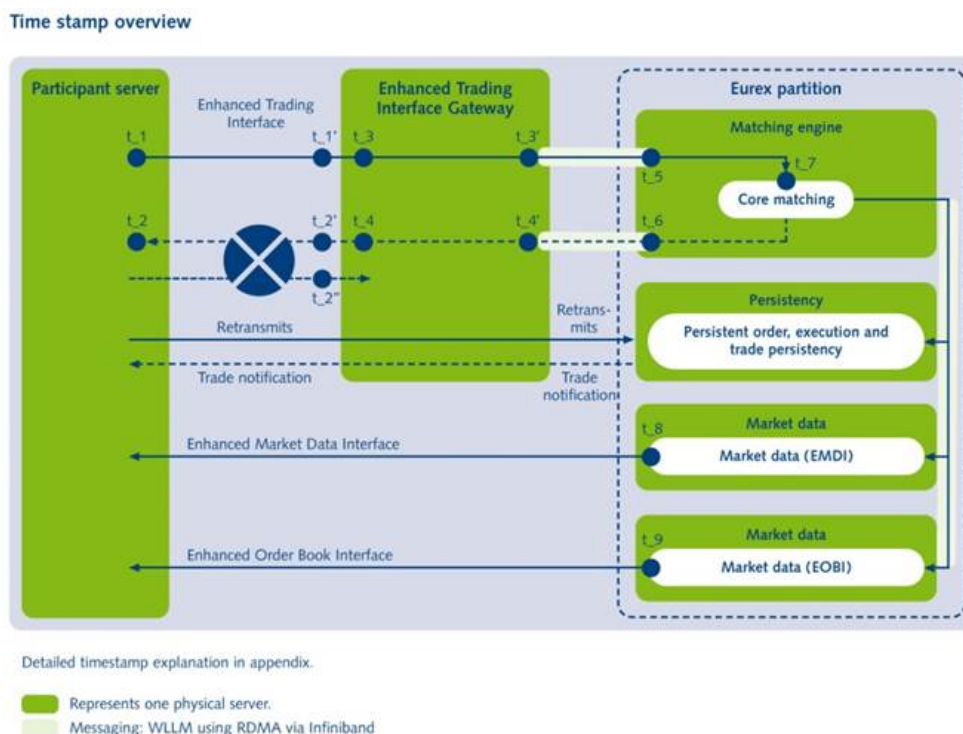 Time stamp overview
Participant server
Enhanced Trading
Interface
Enhanced Trading
Interface Gateway
Eurex partition
Matching engine
t_1
t_1'
t_3
t_3'
t_5
t_7
Core matching
t_2
t_2'
t_4
t_4'
t_6
t_2"
Retransmits
Retrans-
mits
Persistency
Persistent order, execution and
trade persistency
Trade notification
Trade
notification
Market data
Enhanced Market Data Interface
t_8
Market data (EMDI)
Market data
Enhanced Order Book Interface
t_9
Market data (EOBI)
Detailed timestamp explanation in appendix.
Represents one physical server.
Messaging: WLLM using RDMA via Infiniband